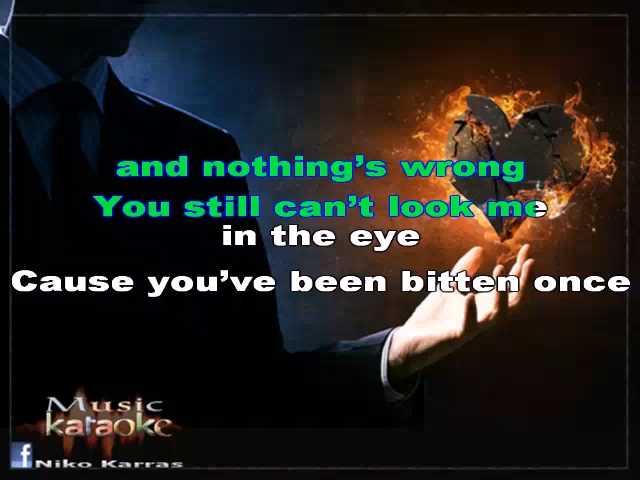 and nothing’s wrong
You still can’t look me
in the eye
Cause you’ve been bitten once
Music
karaoke
f Niko Karras